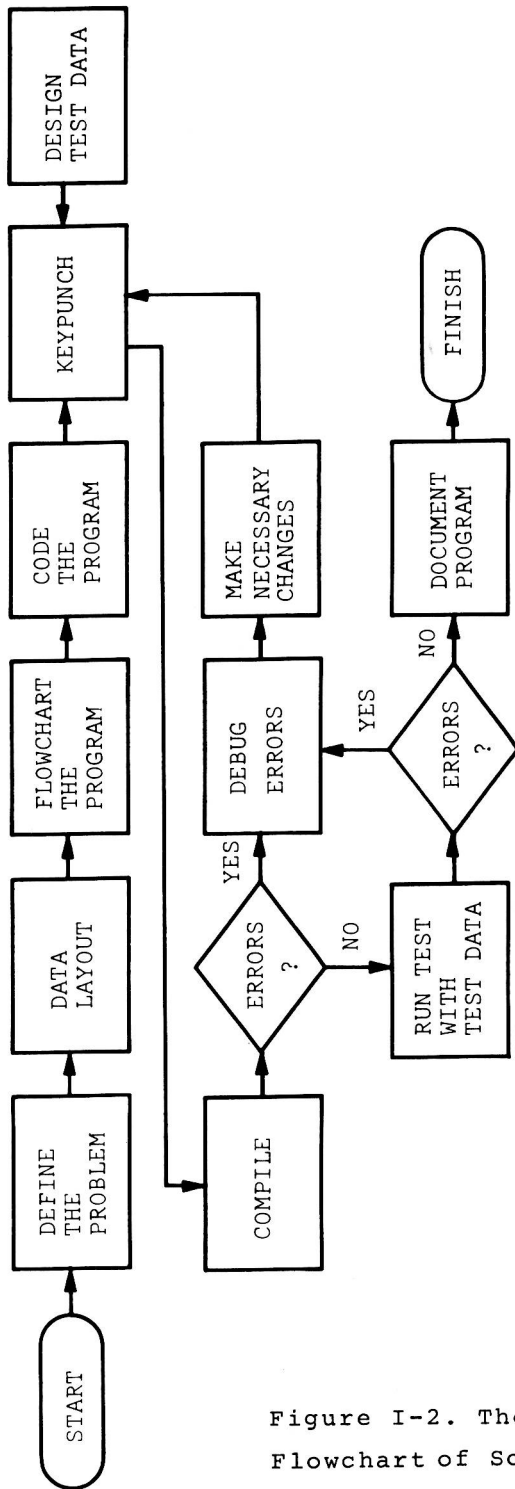 START
DEFINE
THE
PROBLEM
DATA
LAYOUT
FLOWCHART
THE
PROGRAM
CODE
THE
PROGRAM
KEYPUNCH
DESIGN
TEST DATA
COMPILE
ERRORS
?
YES
NO
DEBUG
ERRORS
MAKE
NECESSARY
CHANGES
RUN TEST
WITH
TEST DATA
ERRORS
?
YES
NO
DOCUMENT
PROGRAM
FINISH
Figure I-2. The
Flowchart of So